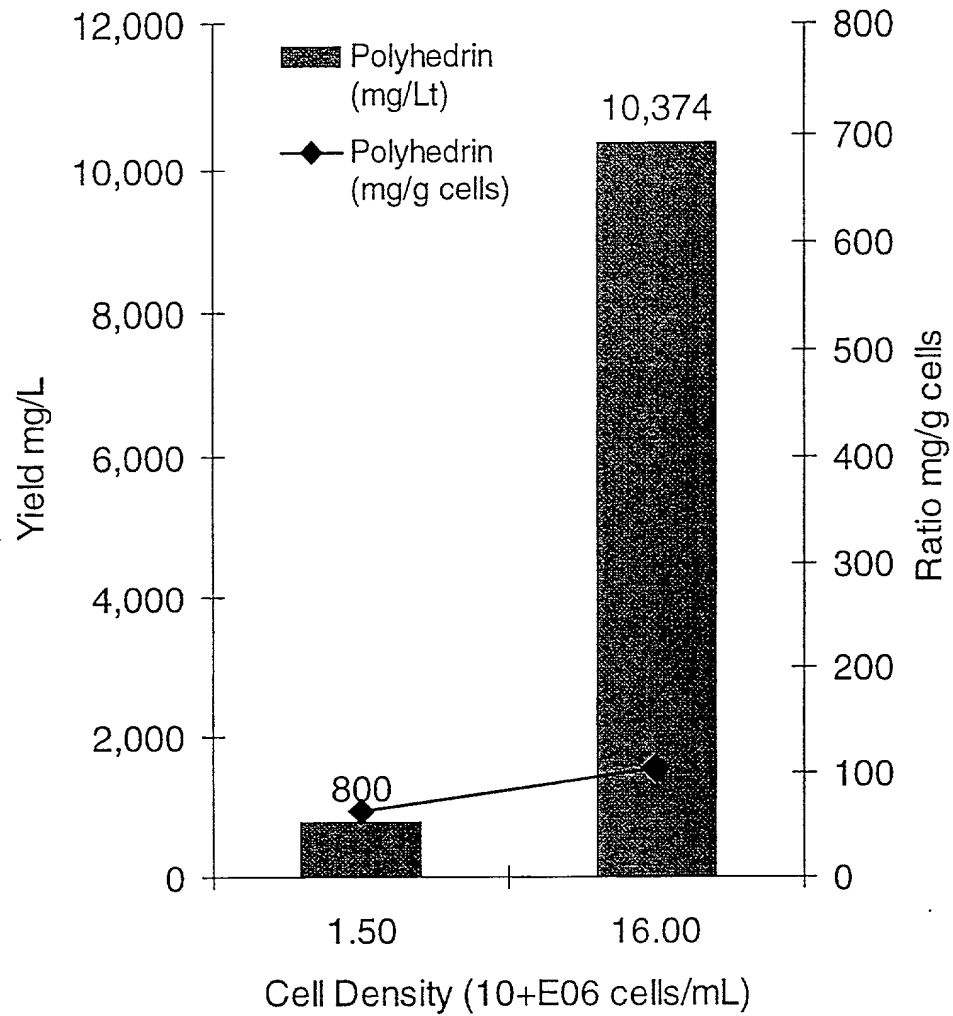 12,000
10,000
8,000
6,000
4,000
2,000
0
Yield mg/L
Polyhedrin
(mg/Lt)
Polyhedrin
(mg/g cells)
800
10,374
800
700
600
500
400
300
200
100
0
Ratio mg/g cells
1.50
16.00
Cell Density (10+E06 cells/mL)